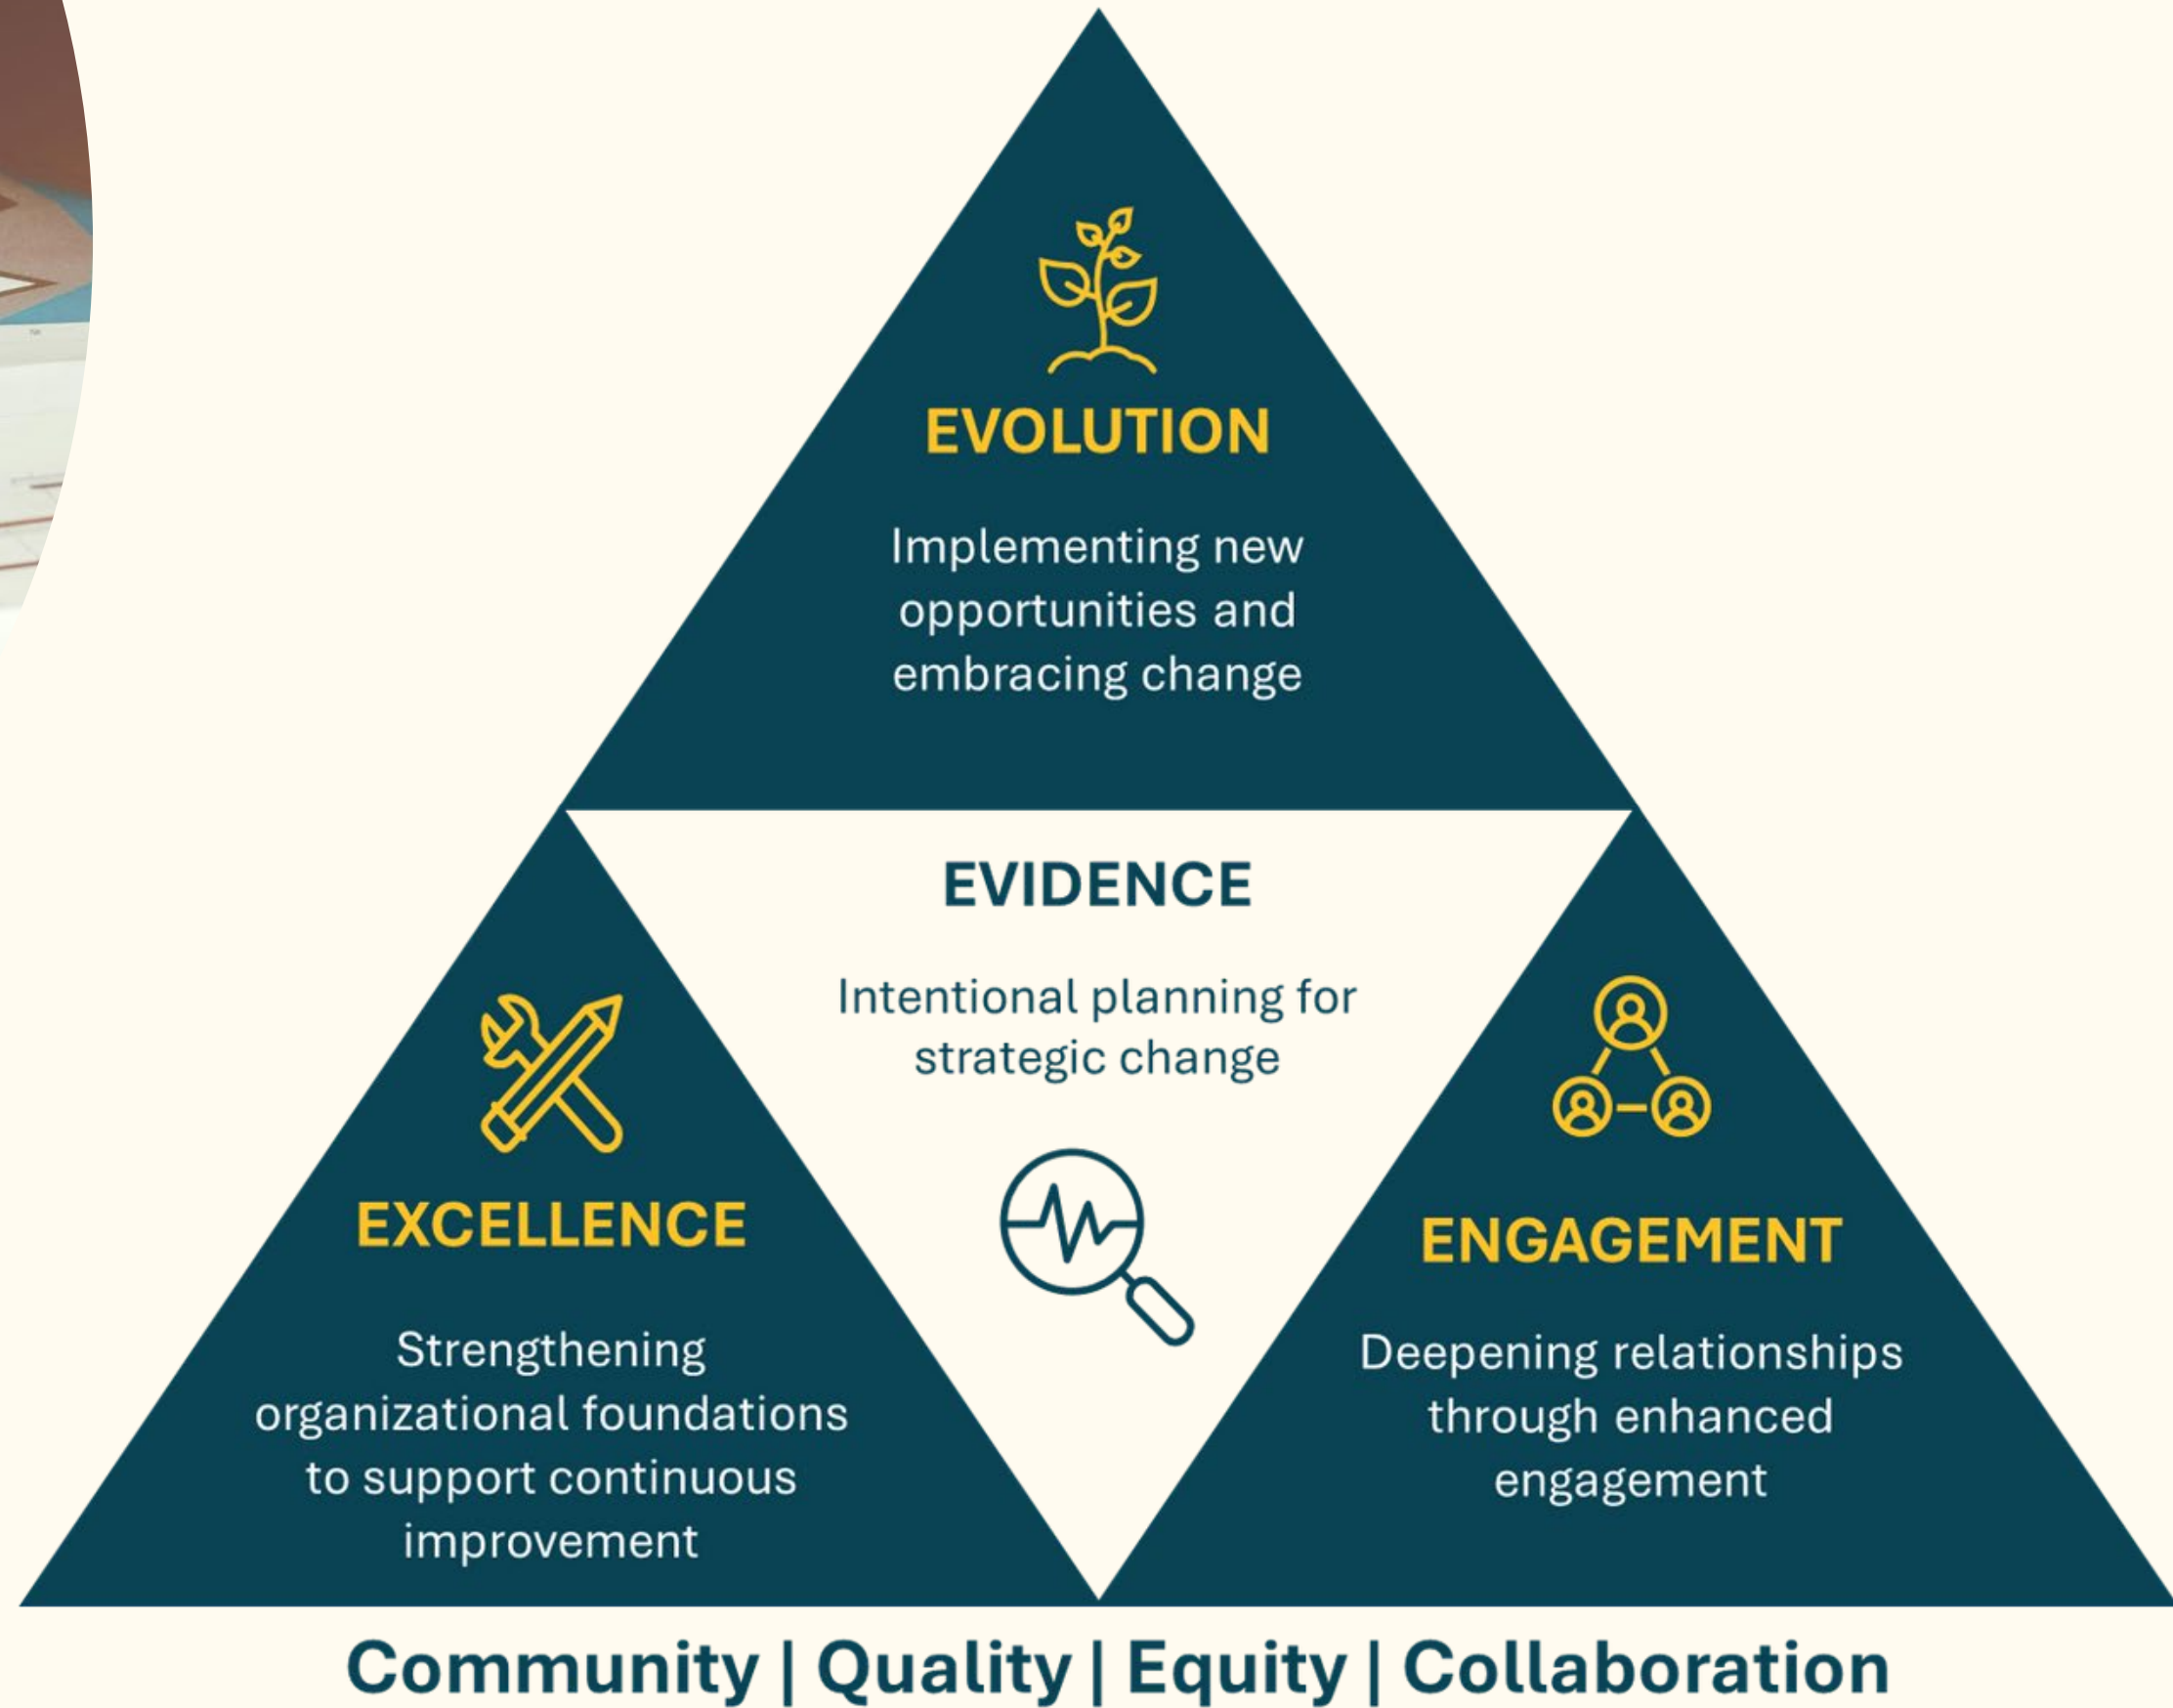 EVOLUTION
Implementing new
opportunities and
embracing change
EVIDENCE
Intentional planning for
strategic change
EXCELLENCE
Strengthening
organizational foundations
to support continuous
improvement
ENGAGEMENT
Deepening relationships
through enhanced
engagement
Community | Quality | Equity | Collaboration